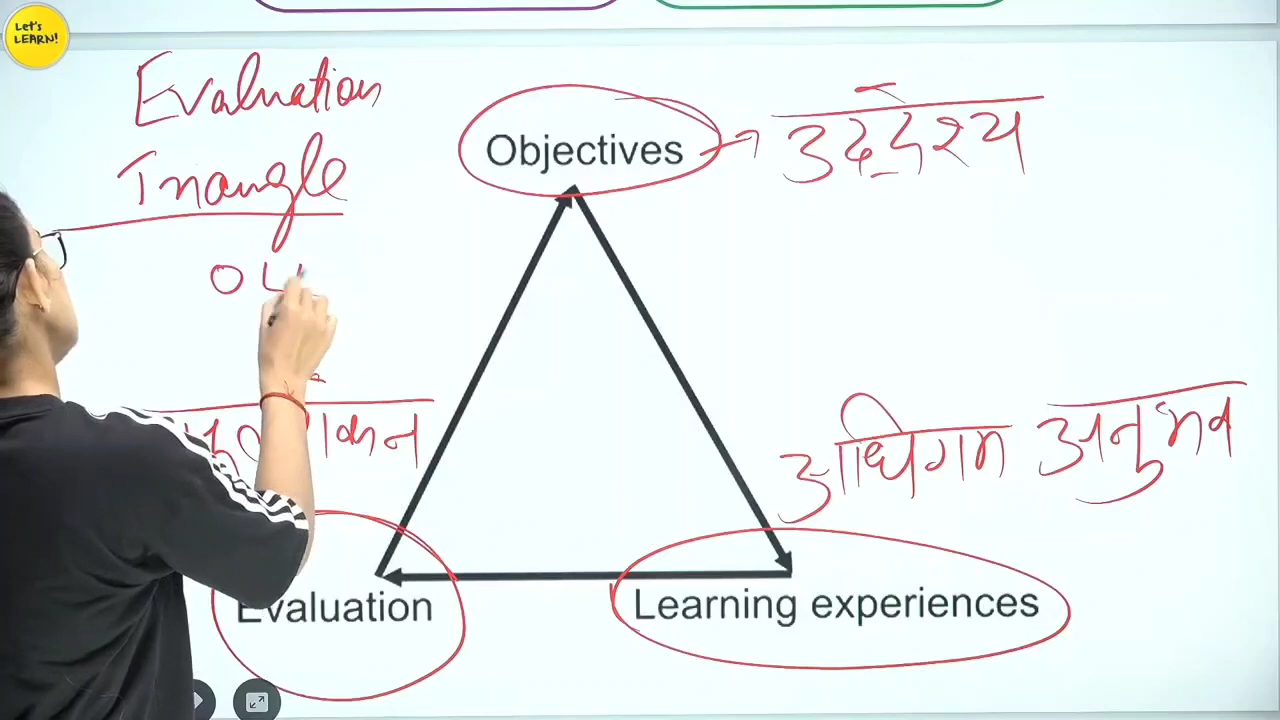 Let's
LEARN!
Evaluation
Triangle
Objectives
उद्देश्य
O L
अधिगम अनुभव
Evaluation
Learning experiences